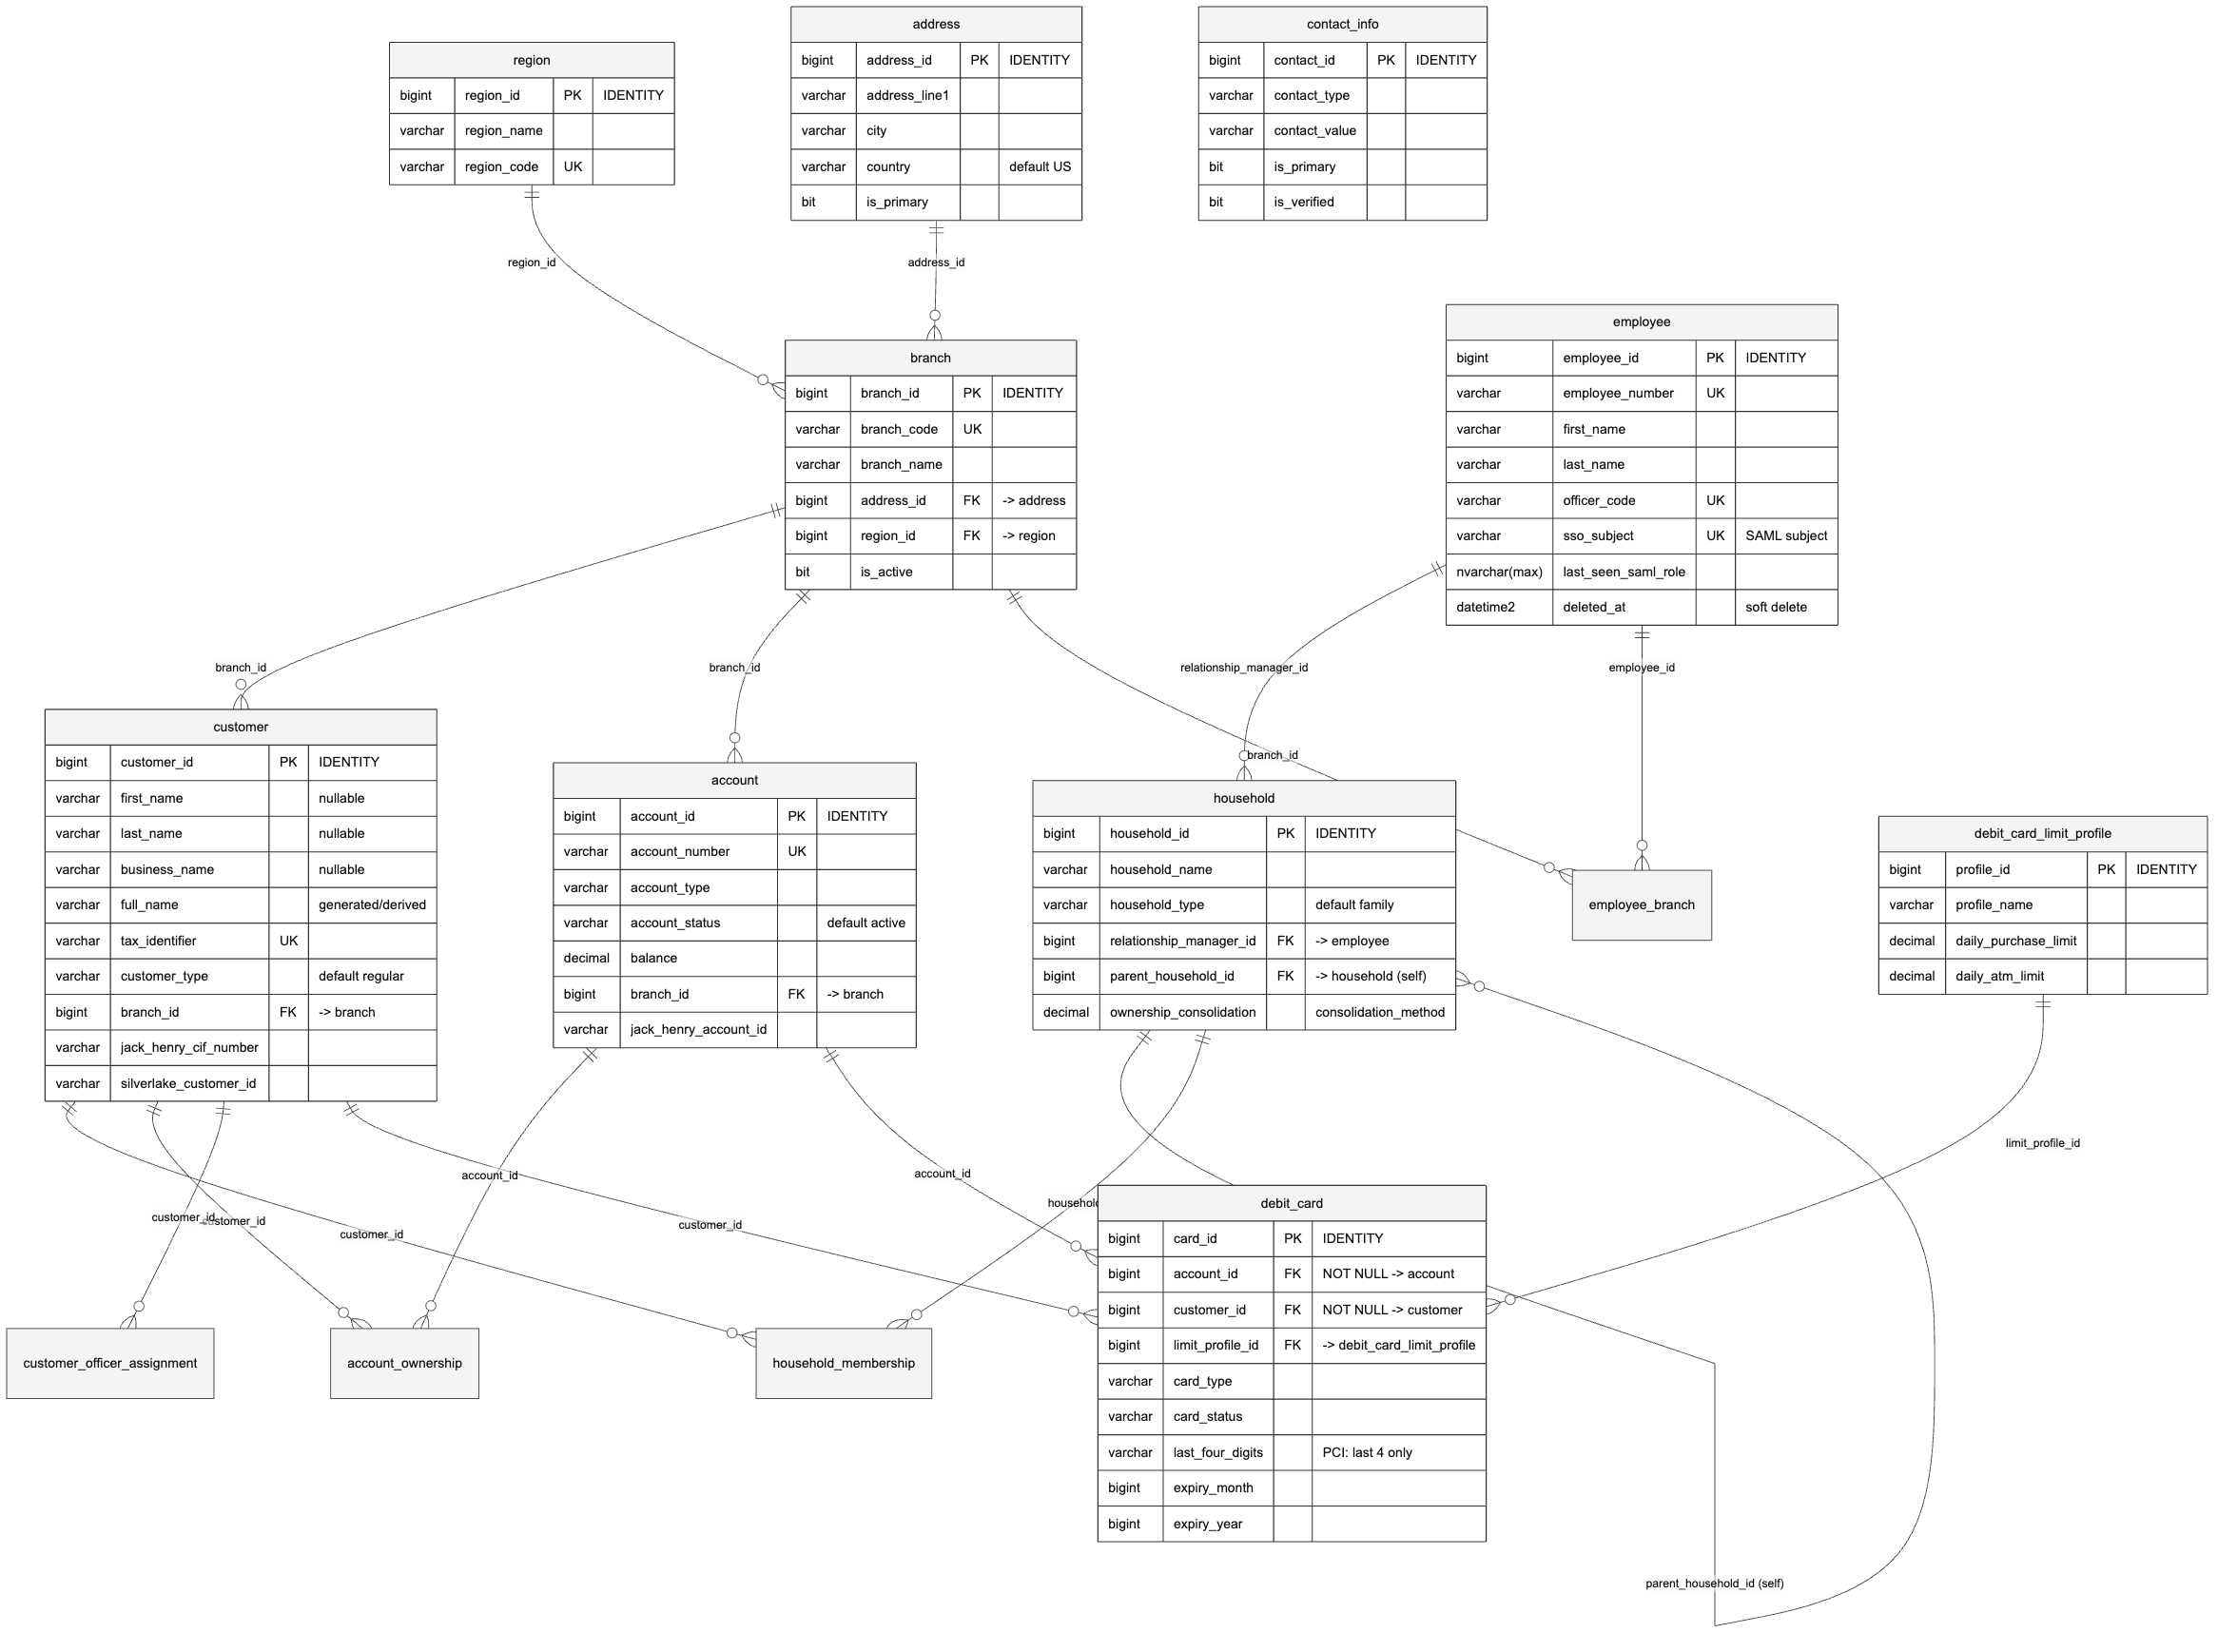 region
bigint region_id PK IDENTITY
varchar region_name
varchar region_code UK
address
bigint address_id PK IDENTITY
varchar address_line1
varchar city
varchar country default US
bit is_primary
contact_info
bigint contact_id PK IDENTITY
varchar contact_type
varchar contact_value
bit is_primary
bit is_verified
region_id
address_id
branch
bigint branch_id PK IDENTITY
varchar branch_code UK
varchar branch_name
bigint address_id FK -> address
bigint region_id FK -> region
bit is_active
employee
bigint employee_id PK IDENTITY
varchar employee_number UK
varchar first_name
varchar last_name
varchar officer_code UK
varchar sso_subject UK SAML subject
nvarchar(max) last_seen_saml_role
datetime2 deleted_at soft delete
branch_id
branch_id
relationship_manager_id
employee_id
branch_id
customer
bigint customer_id PK IDENTITY
varchar first_name nullable
varchar last_name nullable
varchar business_name nullable
varchar full_name generated/derived
varchar tax_identifier UK
varchar customer_type default regular
bigint branch_id FK -> branch
varchar jack_henry_cif_number
varchar silverlake_customer_id
account
bigint account_id PK IDENTITY
varchar account_number UK
varchar account_type
varchar account_status default active
decimal balance
bigint branch_id FK -> branch
varchar jack_henry_account_id
household
bigint household_id PK IDENTITY
varchar household_name
varchar household_type default family
bigint relationship_manager_id FK -> employee
bigint parent_household_id FK -> household (self)
decimal ownership_consolidation consolidation_method
employee_branch
debit_card_limit_profile
bigint profile_id PK IDENTITY
varchar profile_name
decimal daily_purchase_limit
decimal daily_atm_limit
limit_profile_id
account_id
account_id
household
customer_id
customer_id
customer_id
customer_id
debit_card
bigint card_id PK IDENTITY
bigint account_id FK NOT NULL -> account
bigint customer_id FK NOT NULL -> customer
bigint limit_profile_id FK -> debit_card_limit_profile
varchar card_type
varchar card_status
varchar last_four_digits PCI: last 4 only
bigint expiry_month
bigint expiry_year
customer_officer_assignment
account_ownership
household_membership
parent_household_id (self)